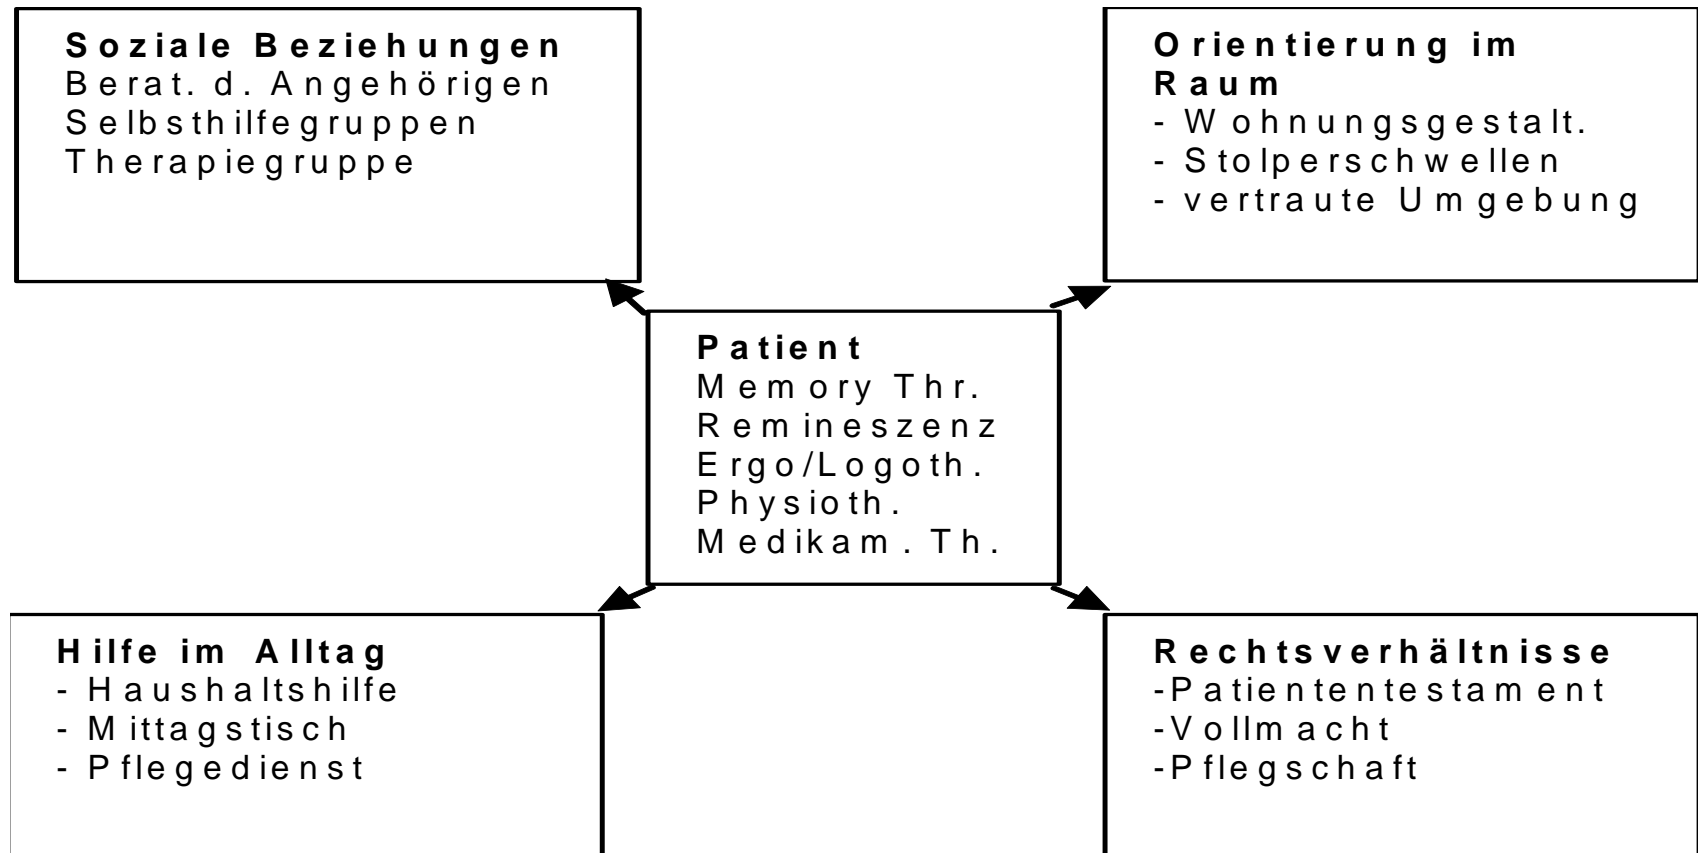 Soziale Beziehungen
Berat. d. Angehörigen
Selbsthilfegruppen
Therapiegruppe
Orientierung im
Raum
- Wohnungsgestalt.
- Stolperschwellen
- vertraute Umgebung
Patient
Memory Thr.
Remineszenz
Ergo/Logoth.
Physioth.
Medikam. Th.
Hilfe im Alltag
- Haushaltshilfe
- Mittagstisch
- Pflegedienst
Rechtsverhältnisse
-Patiententestament
-Vollmacht
-Pflegschaft